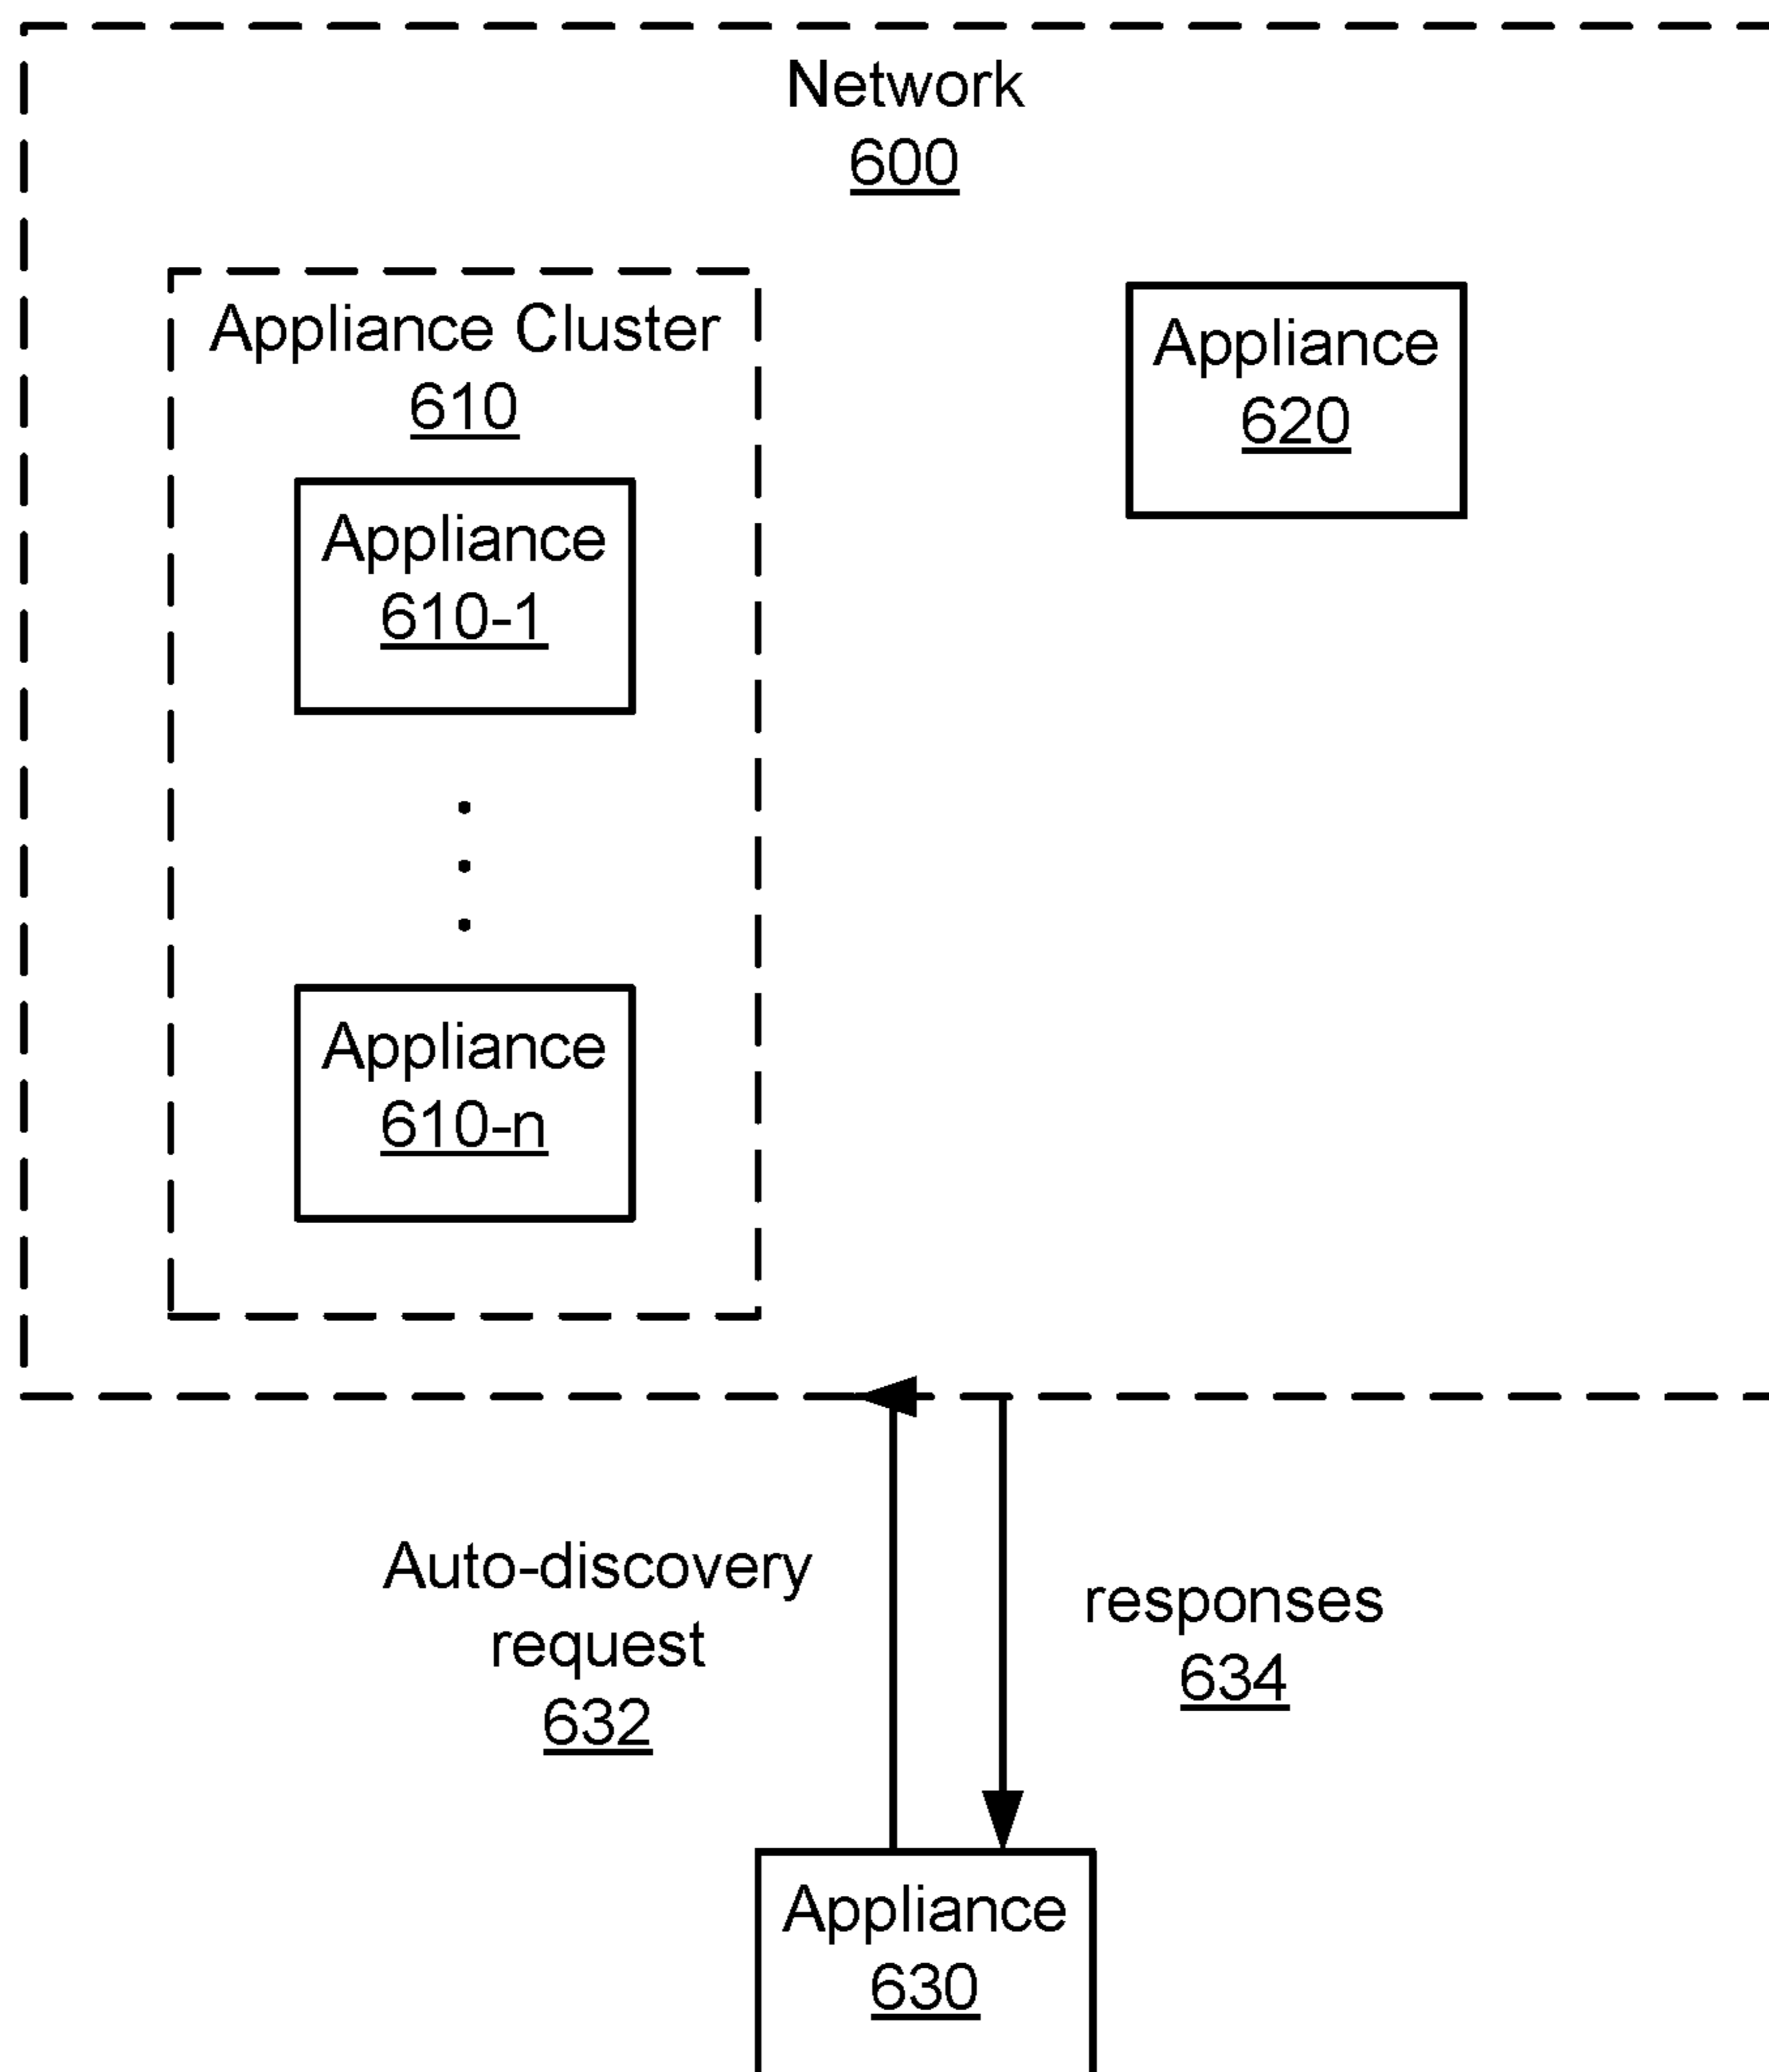 Network
600
Appliance Cluster
610
Appliance
610-1
Appliance
610-n
Appliance
620
Auto-discovery
request
632
responses
634
Appliance
630